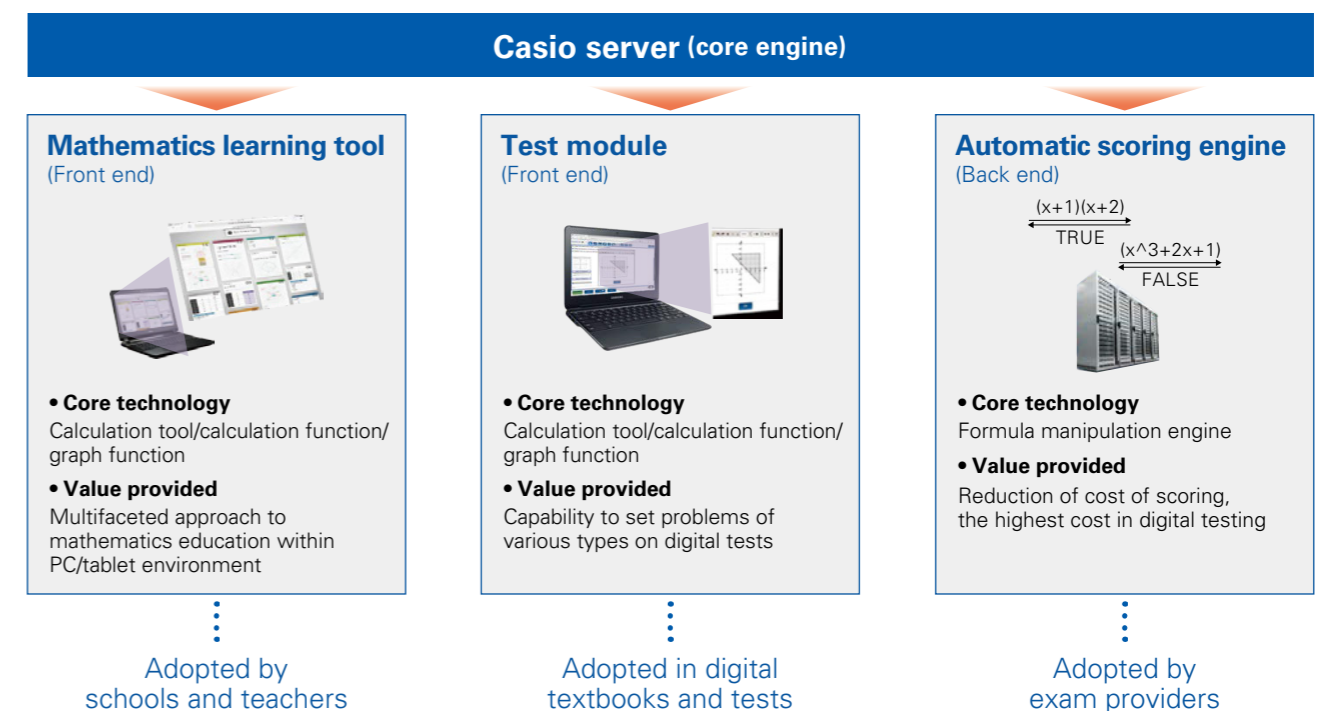 Casio server (core engine)
Mathematics learning tool
(Front end)
• Core technology
Calculation tool/calculation function/
graph function
• Value provided
Multifaceted approach to
mathematics education within
PC/tablet environment
Adopted by
schools and teachers
Test module
(Front end)
• Core technology
Calculation tool/calculation function/
graph function
• Value provided
Capability to set problems of
various types on digital tests
Adopted in digital
textbooks and tests
Automatic scoring engine
(Back end)
(x+1)(x+2)
TRUE
(x^3+2x+1)
FALSE
• Core technology
Formula manipulation engine
• Value provided
Reduction of cost of scoring,
the highest cost in digital testing
Adopted by
exam providers